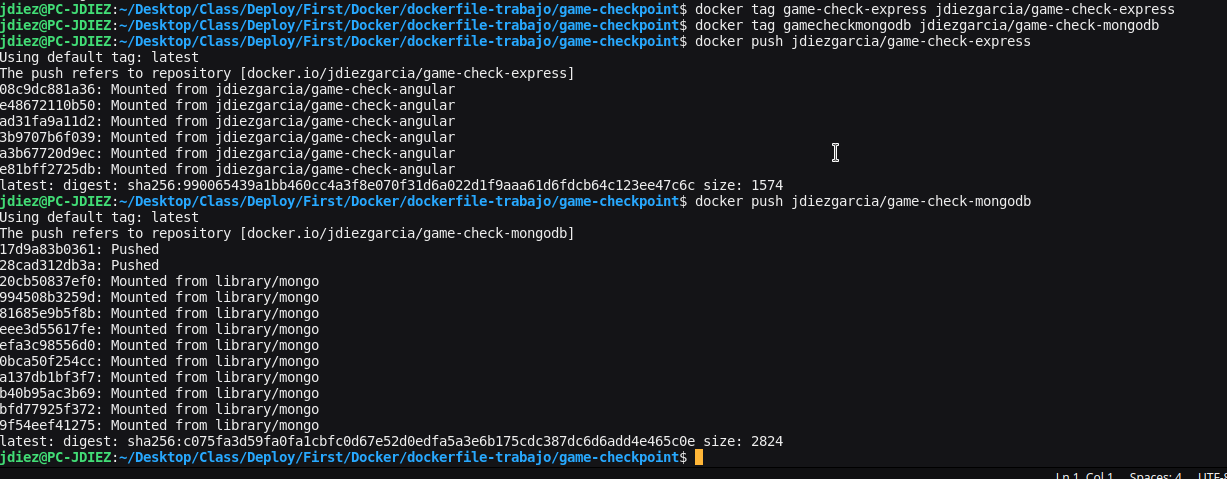 jdiez@PC-JDIEZ:~/Desktop/Class/Deploy/First/Docker/dockerfile-trabajo/game-checkpoint$ docker tag game-check-express jdiezgarcia/game-check-express
jdiez@PC-JDIEZ:~/Desktop/Class/Deploy/First/Docker/dockerfile-trabajo/game-checkpoint$ docker tag gamecheckmongodb jdiezgarcia/game-check-mongodb
jdiez@PC-JDIEZ:~/Desktop/Class/Deploy/First/Docker/dockerfile-trabajo/game-checkpoint$ docker push jdiezgarcia/game-check-express
Using default tag: latest
The push refers to repository [docker.io/jdiezgarcia/game-check-express]
08c9dc881a36: Mounted from jdiezgarcia/game-check-angular
e48672110b50: Mounted from jdiezgarcia/game-check-angular
ad31fa9a11d2: Mounted from jdiezgarcia/game-check-angular
3b9707b6f039: Mounted from jdiezgarcia/game-check-angular
a3b67720d9ec: Mounted from jdiezgarcia/game-check-angular
e81bff2725db: Mounted from jdiezgarcia/game-check-angular
latest: digest: sha256:990065439a1bb460cc4a3f8e070f31d6a022d1f9aaa61d6fdcb64c123ee47c6c size: 1574
jdiez@PC-JDIEZ:~/Desktop/Class/Deploy/First/Docker/dockerfile-trabajo/game-checkpoint$ docker push jdiezgarcia/game-check-mongodb
Using default tag: latest
The push refers to repository [docker.io/jdiezgarcia/game-check-mongodb]
17d9a83b0361: Pushed
28cad312db3a: Pushed
20cb50837ef0: Mounted from library/mongo
994508b3259d: Mounted from library/mongo
81685e9b5f8b: Mounted from library/mongo
eee3d55617fe: Mounted from library/mongo
efa3c98556d0: Mounted from library/mongo
0bca50f254cc: Mounted from library/mongo
a137db1bf3f7: Mounted from library/mongo
b40b95ac3b69: Mounted from library/mongo
bfd77925f372: Mounted from library/mongo
9f54eef41275: Mounted from library/mongo
latest: digest: sha256:c075fa3d59fa0fa1cbfc0d67e52d0edfa5a3e6b175cdc387dc6d6add4e465c0e size: 2824
jdiez@PC-JDIEZ:~/Desktop/Class/Deploy/First/Docker/dockerfile-trabajo/game-checkpoint$
Ln 1, Col 1 Spaces: 4 UTF-8